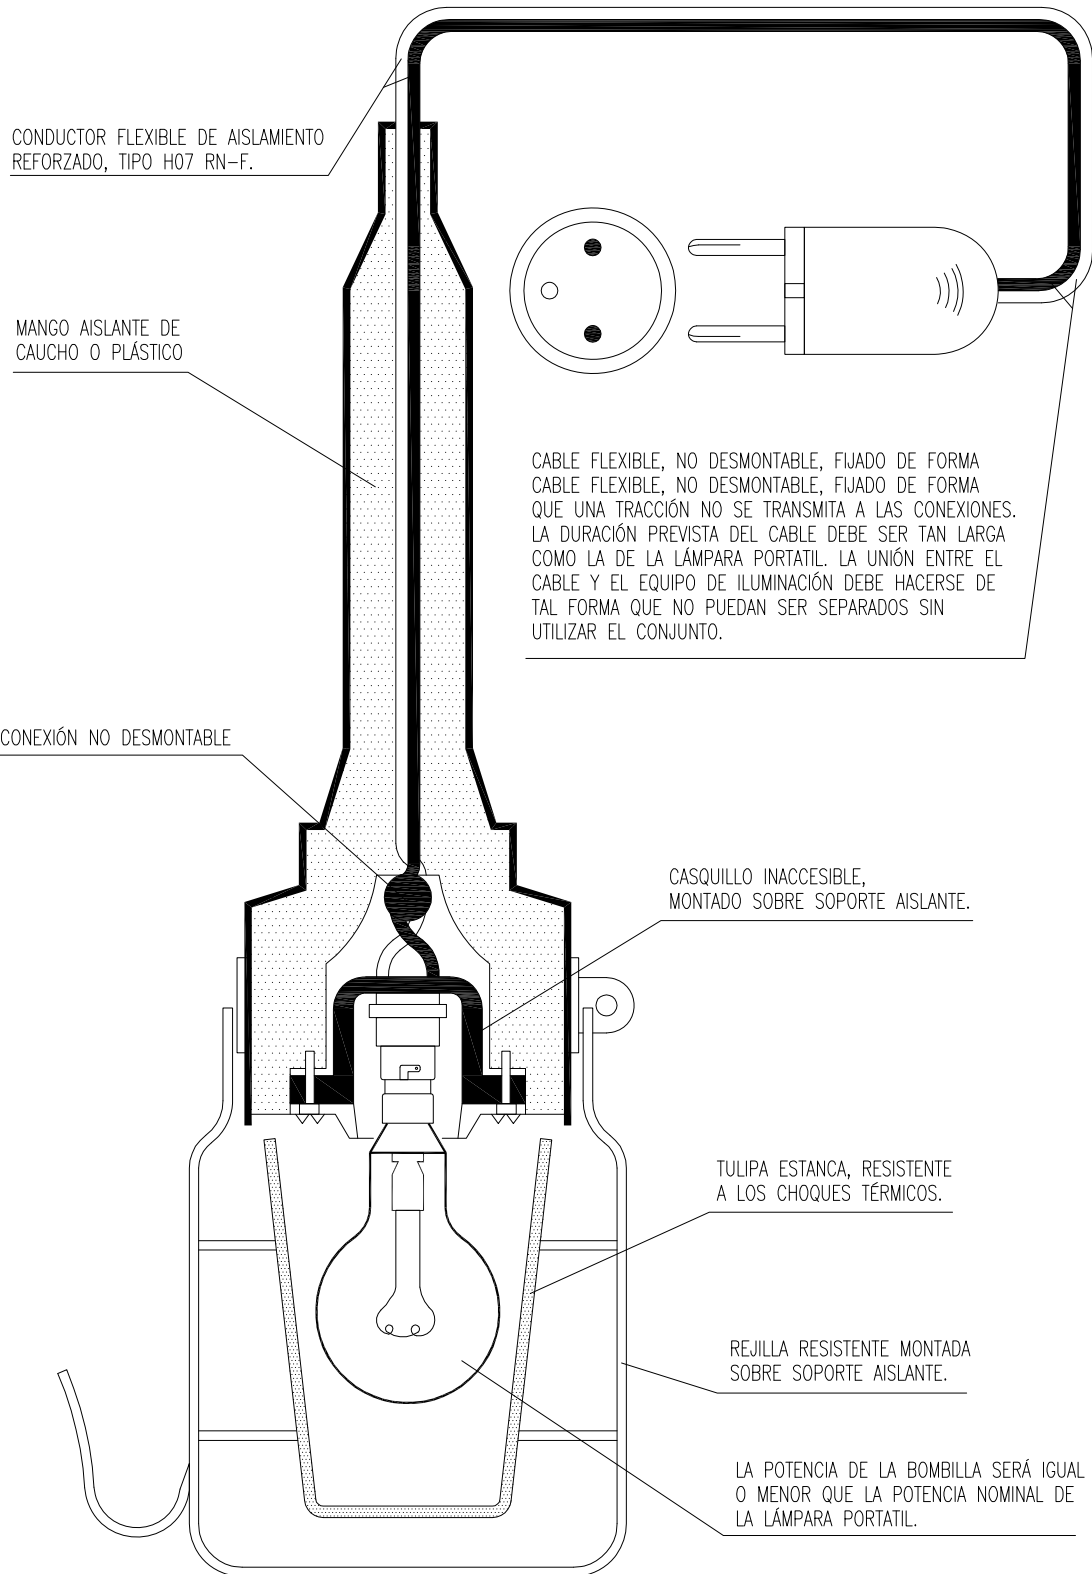 CONDUCTOR FLEXIBLE DE AISLAMIENTO
REFORZADO, TIPO H07 RN-F.
MANGO AISLANTE DE
CAUCHO O PLÁSTICO
CABLE FLEXIBLE, NO DESMONTABLE, FIJADO DE FORMA
CABLE FLEXIBLE, NO DESMONTABLE, FIJADO DE FORMA
QUE UNA TRACCIÓN NO SE TRANSMITA A LAS CONEXIONES.
LA DURACIÓN PREVISTA DEL CABLE DEBE SER TAN LARGA
COMO LA DE LA LÁMPARA PORTATIL. LA UNIÓN ENTRE EL
CABLE Y EL EQUIPO DE ILUMINACIÓN DEBE HACERSE DE
TAL FORMA QUE NO PUEDAN SER SEPARADOS SIN
UTILIZAR EL CONJUNTO.
CONEXIÓN NO DESMONTABLE
CASQUILLO INACCESIBLE,
MONTADO SOBRE SOPORTE AISLANTE.
TULIPA ESTANCA, RESISTENTE
A LOS CHOQUES TÉRMICOS.
REJILLA RESISTENTE MONTADA
SOBRE SOPORTE AISLANTE.
LA POTENCIA DE LA BOMBILLA SERÁ IGUAL
O MENOR QUE LA POTENCIA NOMINAL DE
LA LÁMPARA PORTATIL.